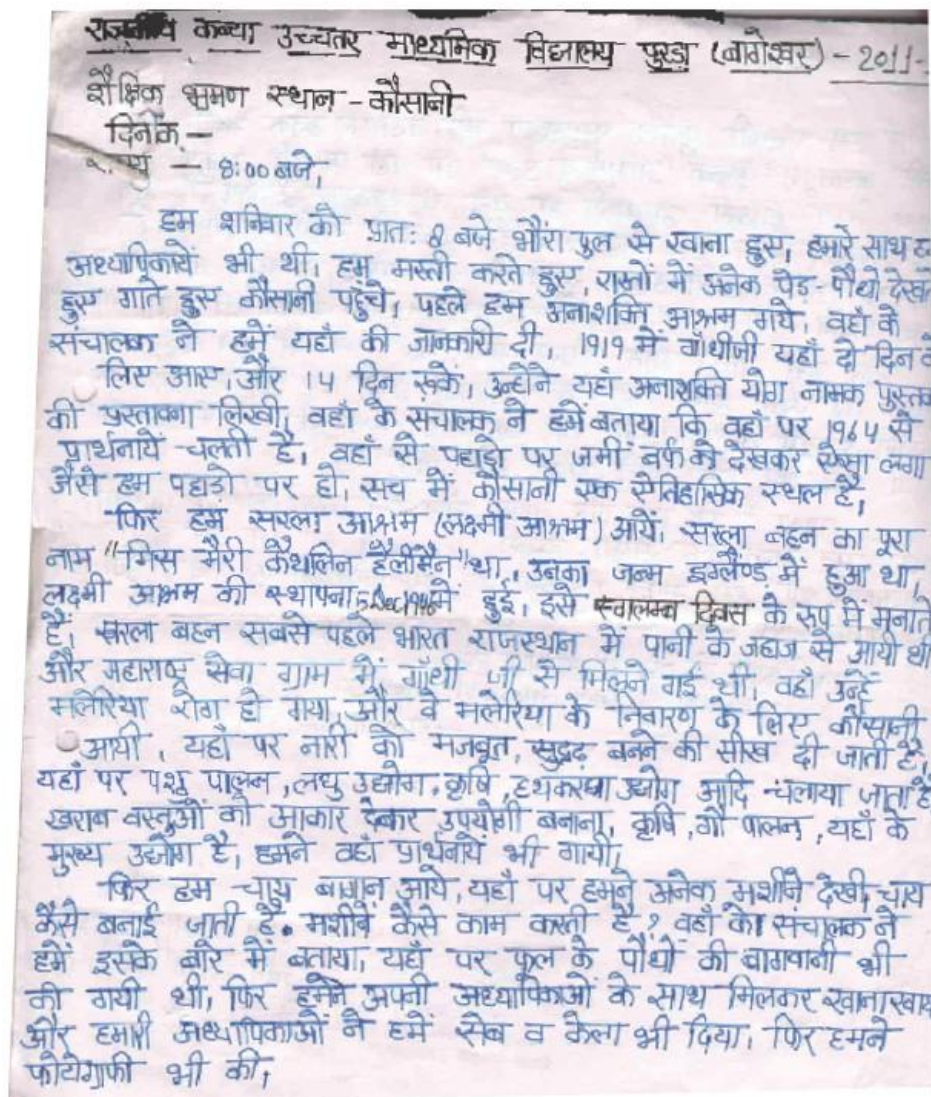 राजकीय कन्या उच्चतर माध्यमिक विद्यालय पुरड़ा (बागेश्वर) - 2011-
शैक्षिक भ्रमण स्थान - कौसानी
दिनाँक -
— 8:00 बजे,
हम शनिवार को प्रातः 8 बजे भौंरा पुल से रवाना हुए, हमारे साथ
अध्यापिकायें भी थी, हम मस्ती करते हुए, रास्तों में अनेक पेड़-पौधो देखते
हुए गाते हुए कौसानी पहुंचे, पहले हम अनाशक्ति आश्रम गये, वहाँ के
संचालक ने हमें यहाँ की जानकारी दी, 1919 में गाँधीजी यहाँ दो दिन के
लिए आए, और 14 दिन रूकें, उन्होने यहाँ अनाशक्ति योग नामक पुस्तक
की प्रस्तावना लिखी, वहाँ के संचालक ने हमें बताया कि वहाँ पर 1964 से
प्रार्थनायें चलती है, वहाँ से पहाड़ो पर जमीं बर्फ को देखकर ऐसा लगा
जैसे हम पहाड़ो पर हो, सच में कौसानी एक ऐतिहासिक स्थल है,
फिर हम सरला आश्रम (लक्ष्मी आश्रम) आयें, सरला बहन का पूरा
नाम "मिस मैरी कैथलिन हैलीमैन" था, उनका जन्म इंग्लैण्ड में हुआ था,
लक्ष्मी आश्रम की स्थापना 5 Dec 1946 में हुई, इसे स्वालम्ब दिवस के रूप में मनाते
हैं, सरला बहन सबसे पहले भारत राजस्थान में पानी के जहाज से आयी थी
और महाराष्ट्र सेवा ग्राम में गाँधी जी से मिलने गई थी, वहाँ उन्हें
मलेरिया रोग हो गया, और वे मलेरिया के निवारण के लिए कौसानी
आयी, यहाँ पर नारी को मजबूत, सुदृढ़ बनने की सीख दी जाती है,
यहाँ पर पशु पालन, लघु उद्योग, कृषि, हथकरघा उद्योग आदि चलाया जाता है
खराब वस्तुओं को आकार देकर उपयोगी बनाना, कृषि, गौ पालन, यहाँ के
मुख्य उद्योग है, हमने वहाँ प्रार्थनायें भी गायी,
फिर हम चाय बागान आये, यहाँ पर हमने अनेक मशीने देखी, चाय
कैसे बनाई जाती है. मशीनें कैसे काम करती है, वहाँ के संचालक ने
हमें इसके बारे में बताया, यहाँ पर फूल के पौधों की बागवानी भी
की गयी थी, फिर हमने अपनी अध्यापिकाओं के साथ मिलकर खाना खाया
और हमारी अध्यापिकाओं ने हमें सेब व केला भी दिया, फिर हमने
फोटोग्राफी भी की,